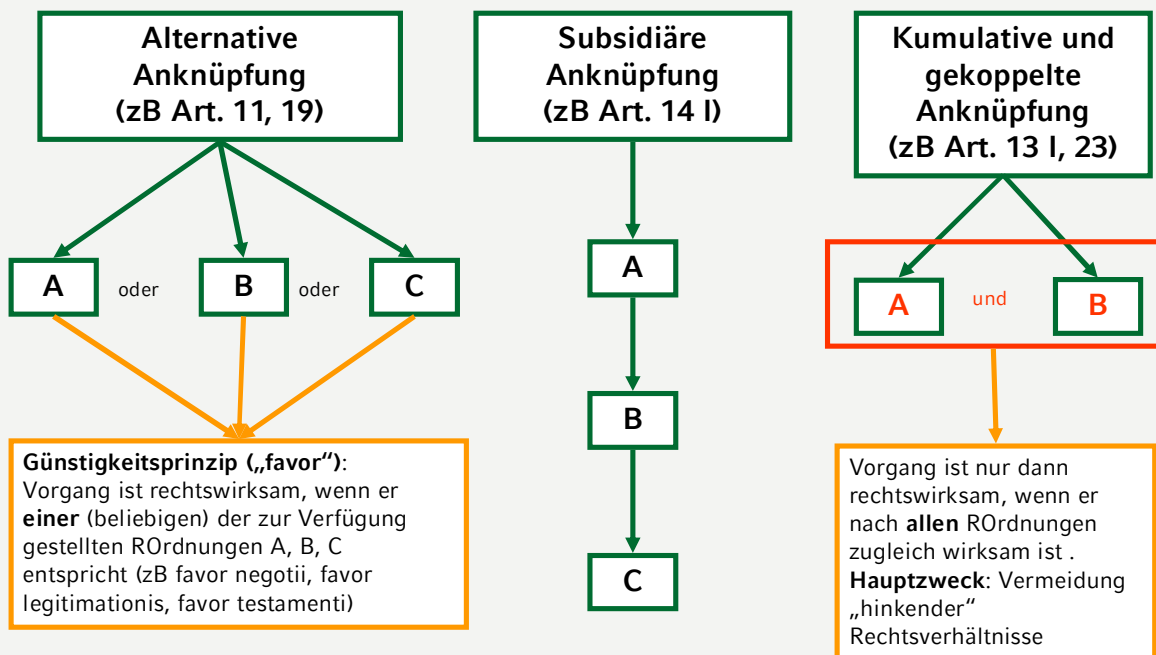 Alternative
Anknüpfung
(zB Art. 11, 19)
A
oder
B
oder
C
Günstigkeitsprinzip („favor“):
Vorgang ist rechtswirksam, wenn er
einer (beliebigen) der zur Verfügung
gestellten ROrdnungen A, B, C
entspricht (zB favor negotii, favor
legitimationis, favor testamenti)
Subsidiäre
Anknüpfung
(zB Art. 14 I)
A
B
C
Kumulative und
gekoppelte
Anknüpfung
(zB Art. 13 I, 23)
A
und
B
Vorgang ist nur dann
rechtswirksam, wenn er
nach allen ROrdnungen
zugleich wirksam ist .
Hauptzweck: Vermeidung
„hinkender“
Rechtsverhältnisse